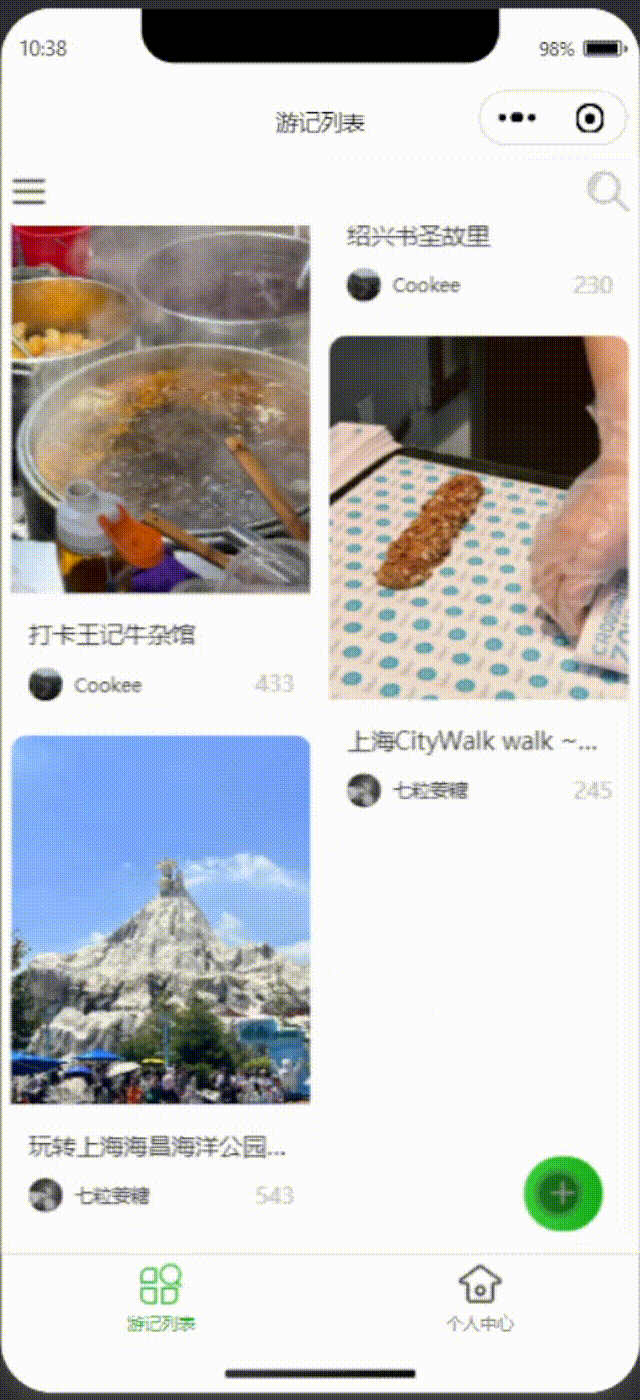 10:38
98%
游记列表
绍兴书圣故里
Cookee
230
打卡王记牛杂馆
Cookee
433
上海CityWalk walk ~...
七粒姜糖
245
玩转上海海昌海洋公园...
七粒姜糖
543
游记列表
个人中心